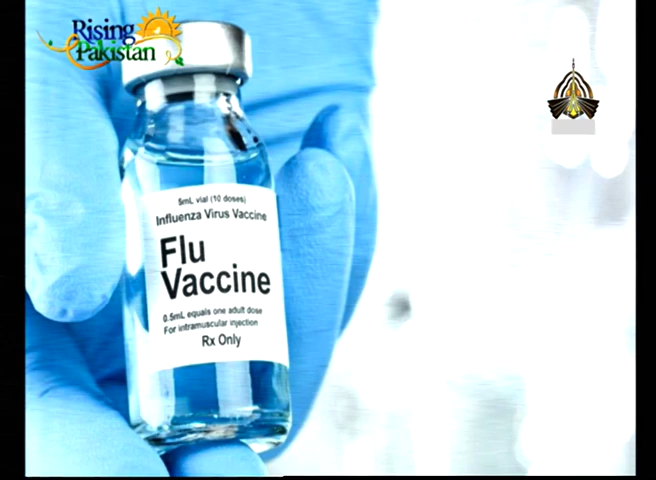 Rising
Pakistan
5mL vial (10 doses)
Influenza Virus Vaccine
Flu
Vaccine
0.5mL equals one adult dose
For intramuscular injection
Rx Only